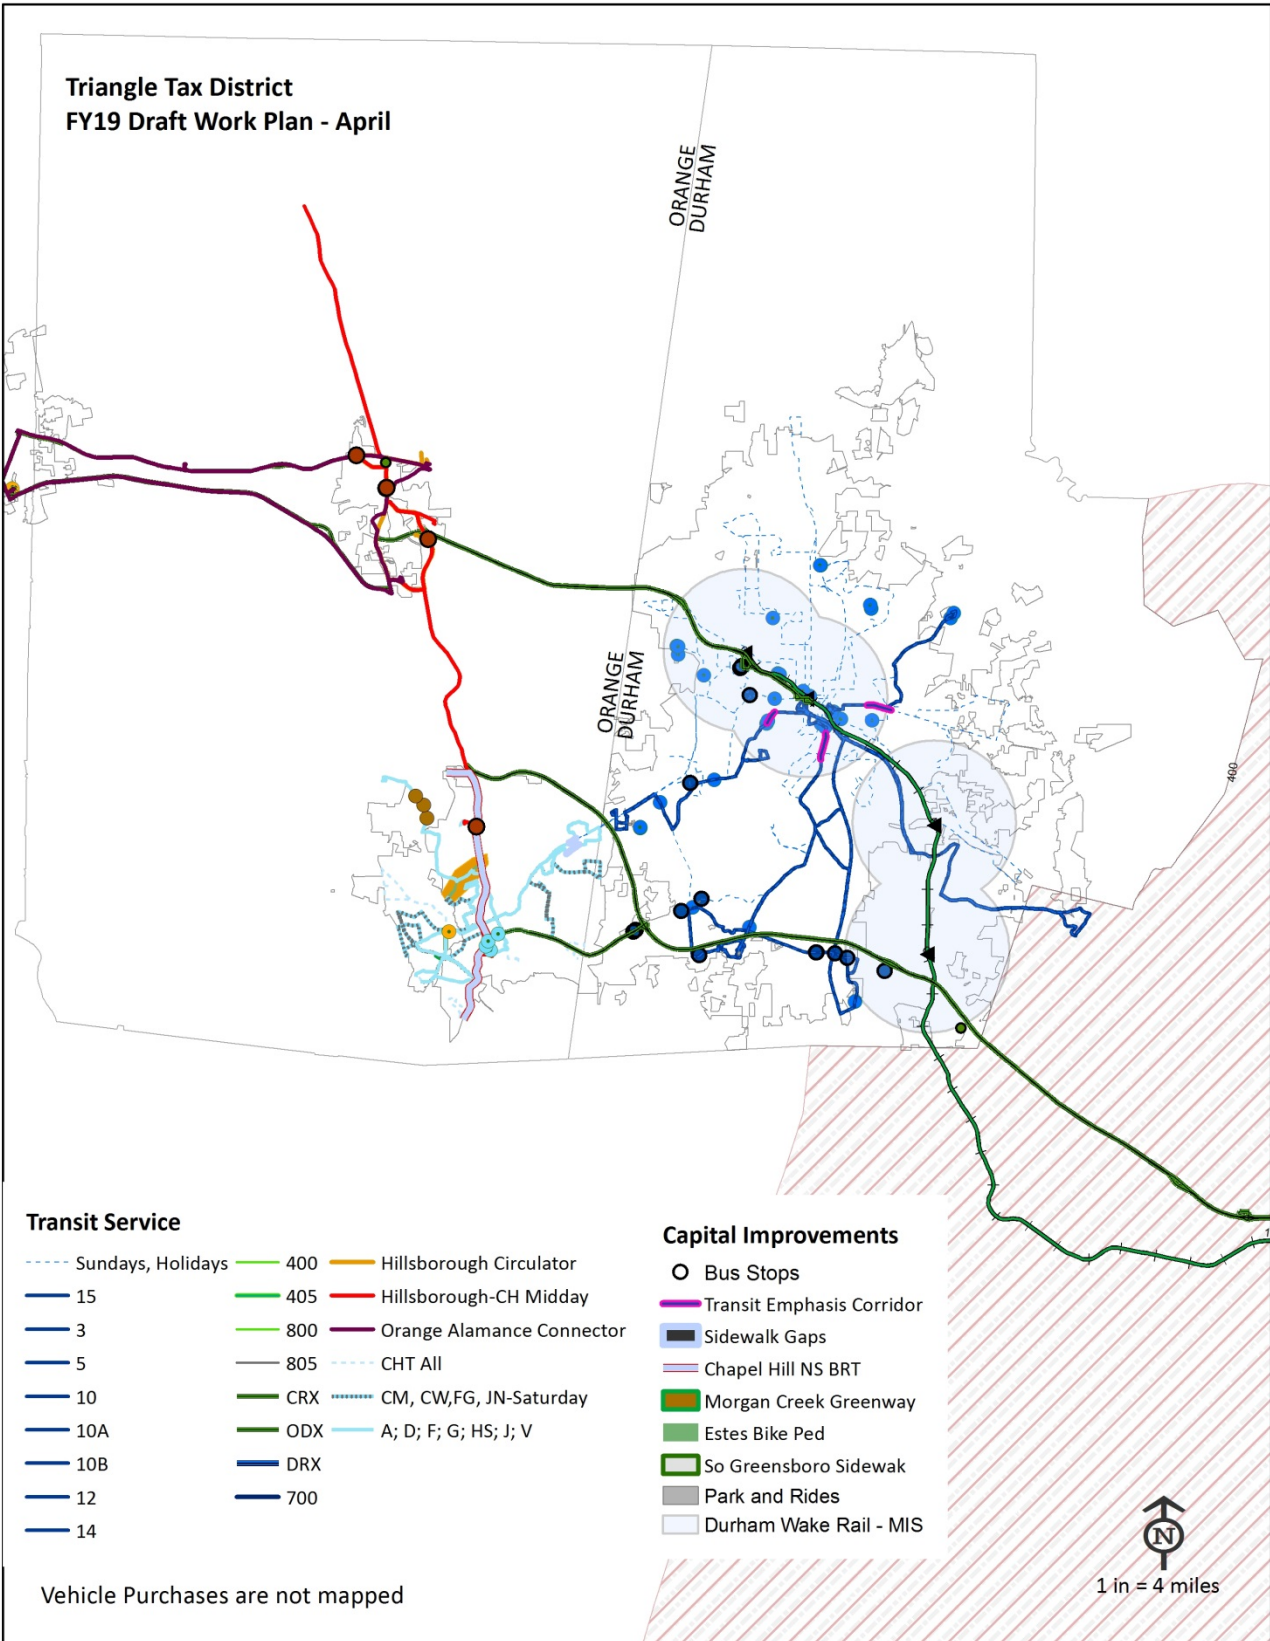 Triangle Tax District
FY19 Draft Work Plan - April
ORANGE
DURHAM
ORANGE
DURHAM
400
Transit Service
Sundays, Holidays
15
3
5
10
10A
10B
12
14
400
405
800
805
CRX
ODX
DRX
700
Hillsborough Circulator
Hillsborough-CH Midday
Orange Alamance Connector
CHT All
CM, CW,FG, JN-Saturday
A; D; F; G; HS; J; V
Capital Improvements
Bus Stops
Transit Emphasis Corridor
Sidewalk Gaps
Chapel Hill NS BRT
Morgan Creek Greenway
Estes Bike Ped
So Greensboro Sidewak
Park and Rides
Durham Wake Rail - MIS
N
1 in = 4 miles
Vehicle Purchases are not mapped